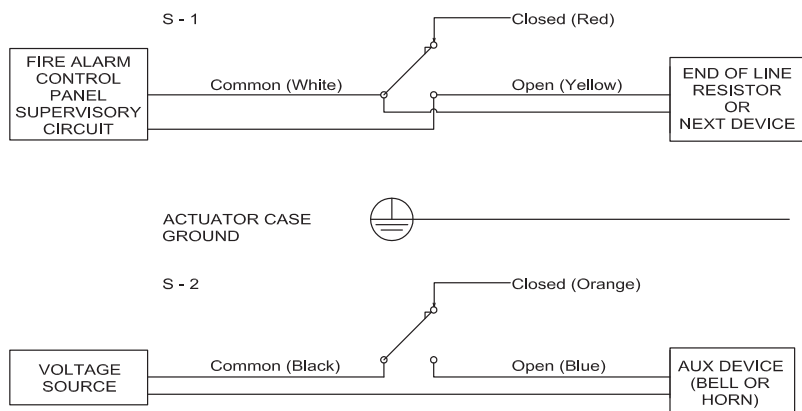 S - 1
Closed (Red)
FIRE ALARM
CONTROL
PANEL
SUPERVISORY
CIRCUIT
Common (White)
Open (Yellow)
END OF LINE
RESISTOR
OR
NEXT DEVICE
ACTUATOR CASE
GROUND
S - 2
Closed (Orange)
VOLTAGE
SOURCE
Common (Black)
Open (Blue)
AUX DEVICE
(BELL OR
HORN)